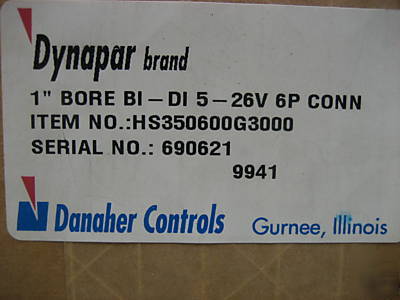 Dynapar brand
1" BORE BI-DI 5-26V 6P CONN
ITEM NO.:HS350600G3000
SERIAL NO.: 690621
9941
Danaher Controls Gurnee, Illinois